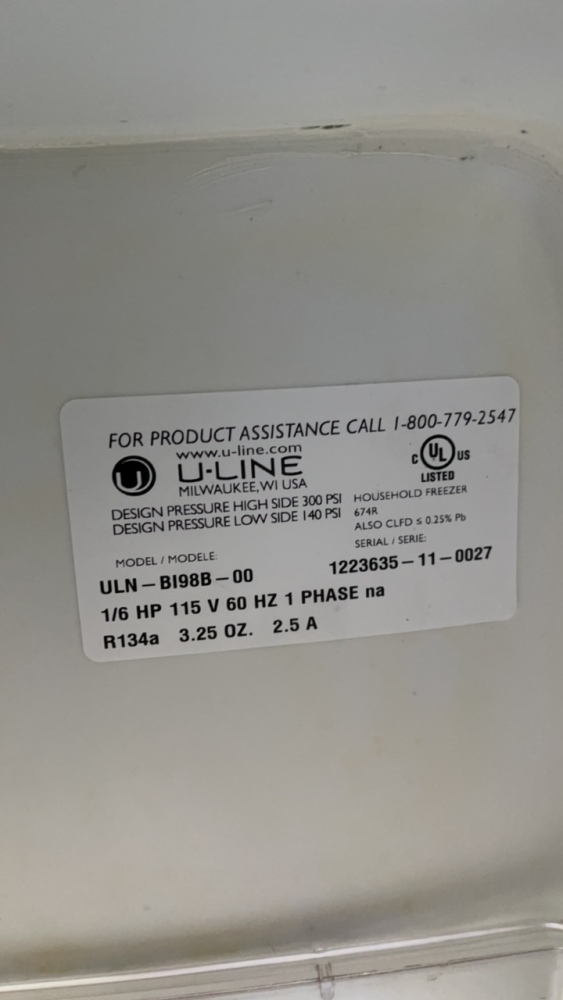 FOR PRODUCT ASSISTANCE CALL 1-800-779-2547
www.u-line.com
U U-LINE
MILWAUKEE, WI USA
c UL US
LISTED
DESIGN PRESSURE HIGH SIDE 300 PSI
DESIGN PRESSURE LOW SIDE 140 PSI
HOUSEHOLD FREEZER
674R
ALSO CLFD ≤ 0.25% Pb
MODEL / MODELE:
ULN-BI98B-00
SERIAL / SERIE:
1223635-11-0027
1/6 HP 115 V 60 HZ 1 PHASE na
R134a 3.25 OZ. 2.5 A